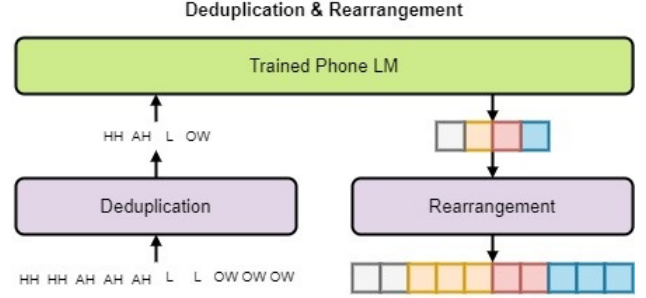 Deduplication & Rearrangement
Trained Phone LM
HH AH L OW
Deduplication
Rearrangement
HH HH AH AH AH L L OW OW OW